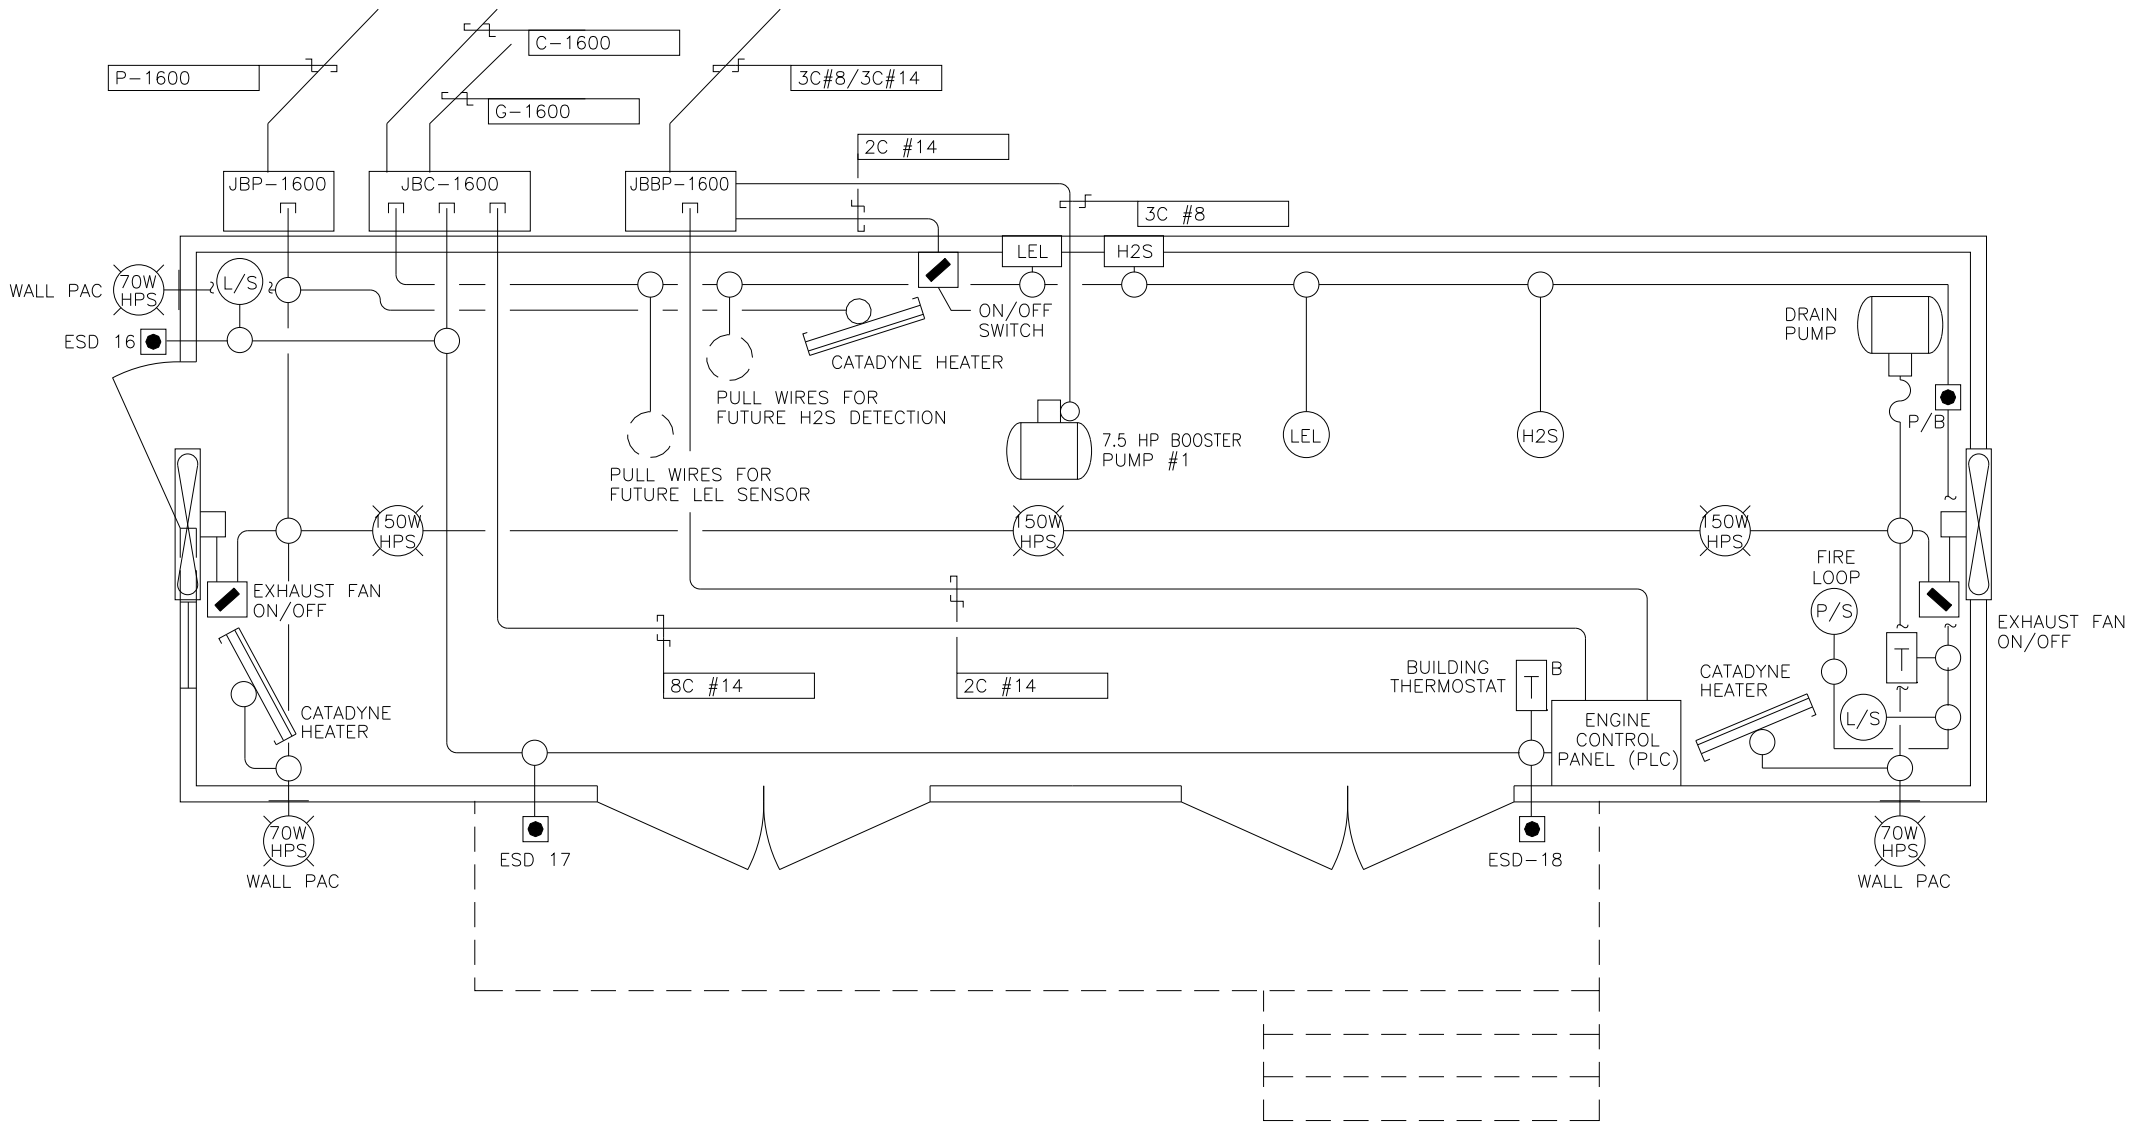 C-1600
P-1600
3C#8/3C#14
G-1600
2C #14
JBP-1600
JBC-1600
JBBP-1600
3C #8
LEL
H2S
WALL PAC
70W
HPS
L/S
ON/OFF
SWITCH
DRAIN
PUMP
ESD 16
CATADYNE HEATER
PULL WIRES FOR
FUTURE H2S DETECTION
P/B
7.5 HP BOOSTER
PUMP #1
LEL
H2S
PULL WIRES FOR
FUTURE LEL SENSOR
150W
HPS
150W
HPS
150W
HPS
FIRE
LOOP
P/S
EXHAUST FAN
ON/OFF
EXHAUST FAN
ON/OFF
T
8C #14
2C #14
BUILDING
THERMOSTAT
T
B
CATADYNE
HEATER
CATADYNE
HEATER
L/S
ENGINE
CONTROL
PANEL (PLC)
70W
HPS
WALL PAC
ESD 17
ESD-18
70W
HPS
WALL PAC